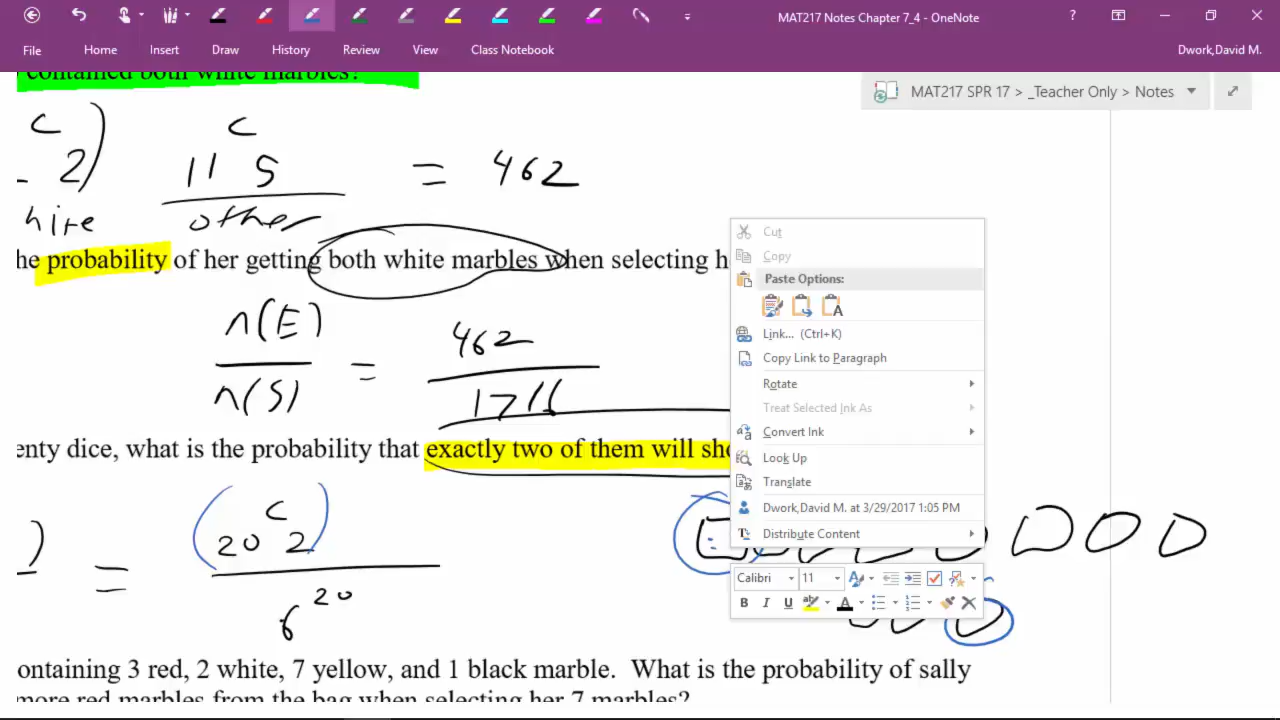 MAT217 Notes Chapter 7_4 - OneNote
?
File
Home
Insert
Draw
History
Review
View
Class Notebook
Dwork,David M.
MAT217 SPR 17 > _Teacher Only > Notes
contained both white marbles?
C C
2) 11 5 = 462
hire other
he probability of her getting both white marbles when selecting h
n(E) 462
=
n(S) 1716
enty dice, what is the probability that exactly two of them will sho
(20 C 2)
) =
6 20
ontaining 3 red, 2 white, 7 yellow, and 1 black marble. What is the probability of sally
more red marbles from the bag when selecting her 7 marbles?
Cut
Copy
Paste Options:
Link... (Ctrl+K)
Copy Link to Paragraph
Rotate
Treat Selected Ink As
Convert Ink
Look Up
Translate
Dwork,David M. at 3/29/2017 1:05 PM
Distribute Content
Calibri 11
B I U A